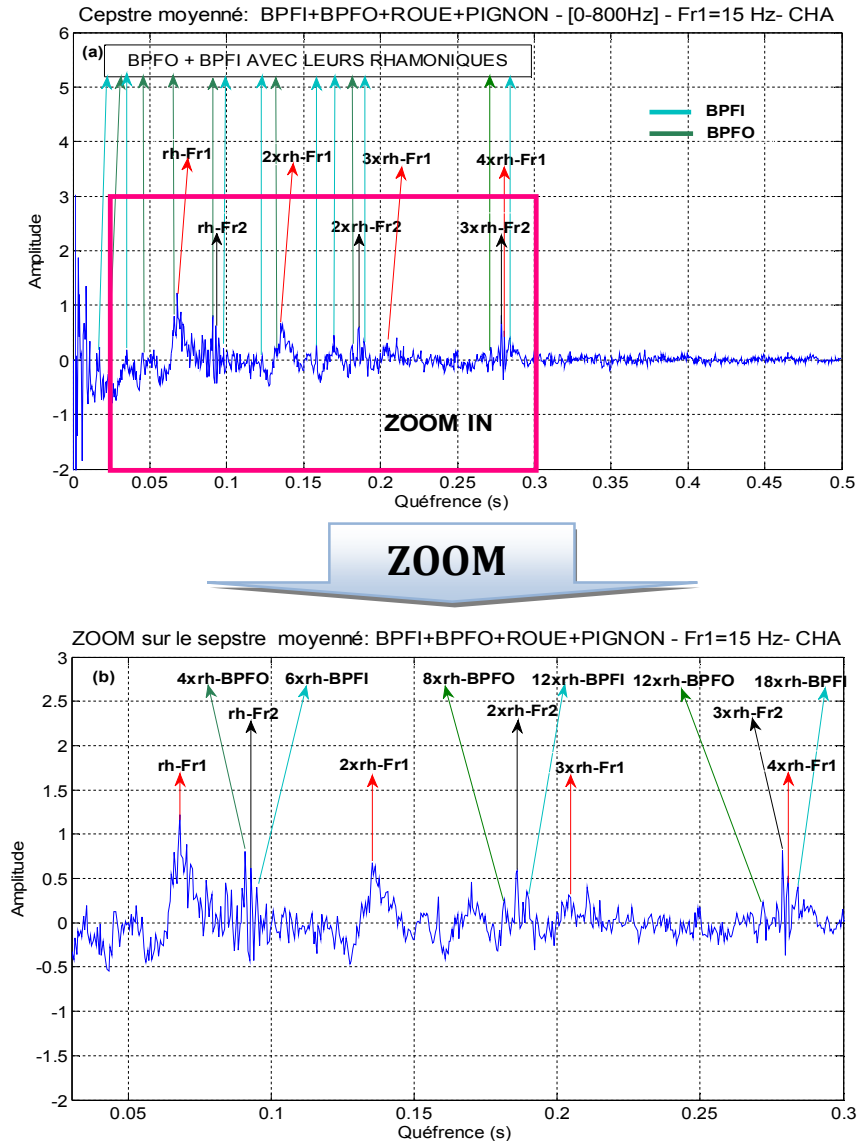 Cepstre moyenné: BPFI+BPFO+ROUE+PIGNON - [0-800Hz] - Fr1=15 Hz- CHA
(a)
BPFO + BPFI AVEC LEURS RHAMONIQUES
BPFI
BPFO
rh-Fr1
2xrh-Fr1
3xrh-Fr1
4xrh-Fr1
rh-Fr2
2xrh-Fr2
3xrh-Fr2
ZOOM IN
Amplitude
6
5
4
3
2
1
0
-1
-2
0
0.05
0.1
0.15
0.2
0.25
0.3
0.35
0.4
0.45
0.5
Quéfrence (s)
ZOOM
ZOOM sur le sepstre moyenné: BPFI+BPFO+ROUE+PIGNON - Fr1=15 Hz- CHA
(b)
4xrh-BPFO
6xrh-BPFI
8xrh-BPFO
12xrh-BPFI
12xrh-BPFO
18xrh-BPFI
rh-Fr2
2xrh-Fr2
3xrh-Fr2
rh-Fr1
2xrh-Fr1
3xrh-Fr1
4xrh-Fr1
Amplitude
3
2.5
2
1.5
1
0.5
0
-0.5
-1
-1.5
-2
0.05
0.1
0.15
0.2
0.25
0.3
Quéfrence (s)